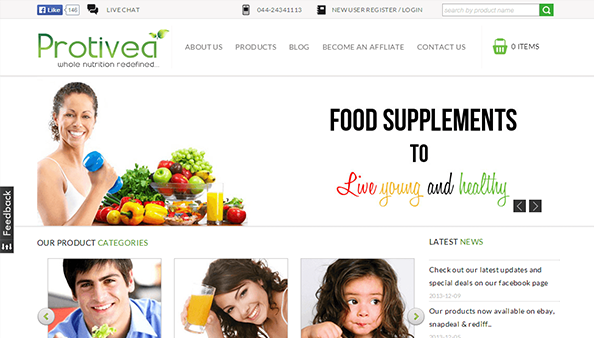 Like 140
LIVE CHAT
044-24341113
NEW USER REGISTER / LOGIN
search by product name
Protivea
whole nutrition redefined...
ABOUT US
PRODUCTS
BLOG
BECOME AN AFFLIATE
CONTACT US
0 ITEMS
FOOD SUPPLEMENTS
TO
Live young and healthy
Feedback
OUR PRODUCT CATEGORIES
LATEST NEWS
Check out our latest updates and
special deals on our facebook page
2013-12-09
Our products now available on ebay,
snapdeal & rediff...
2013-12-09